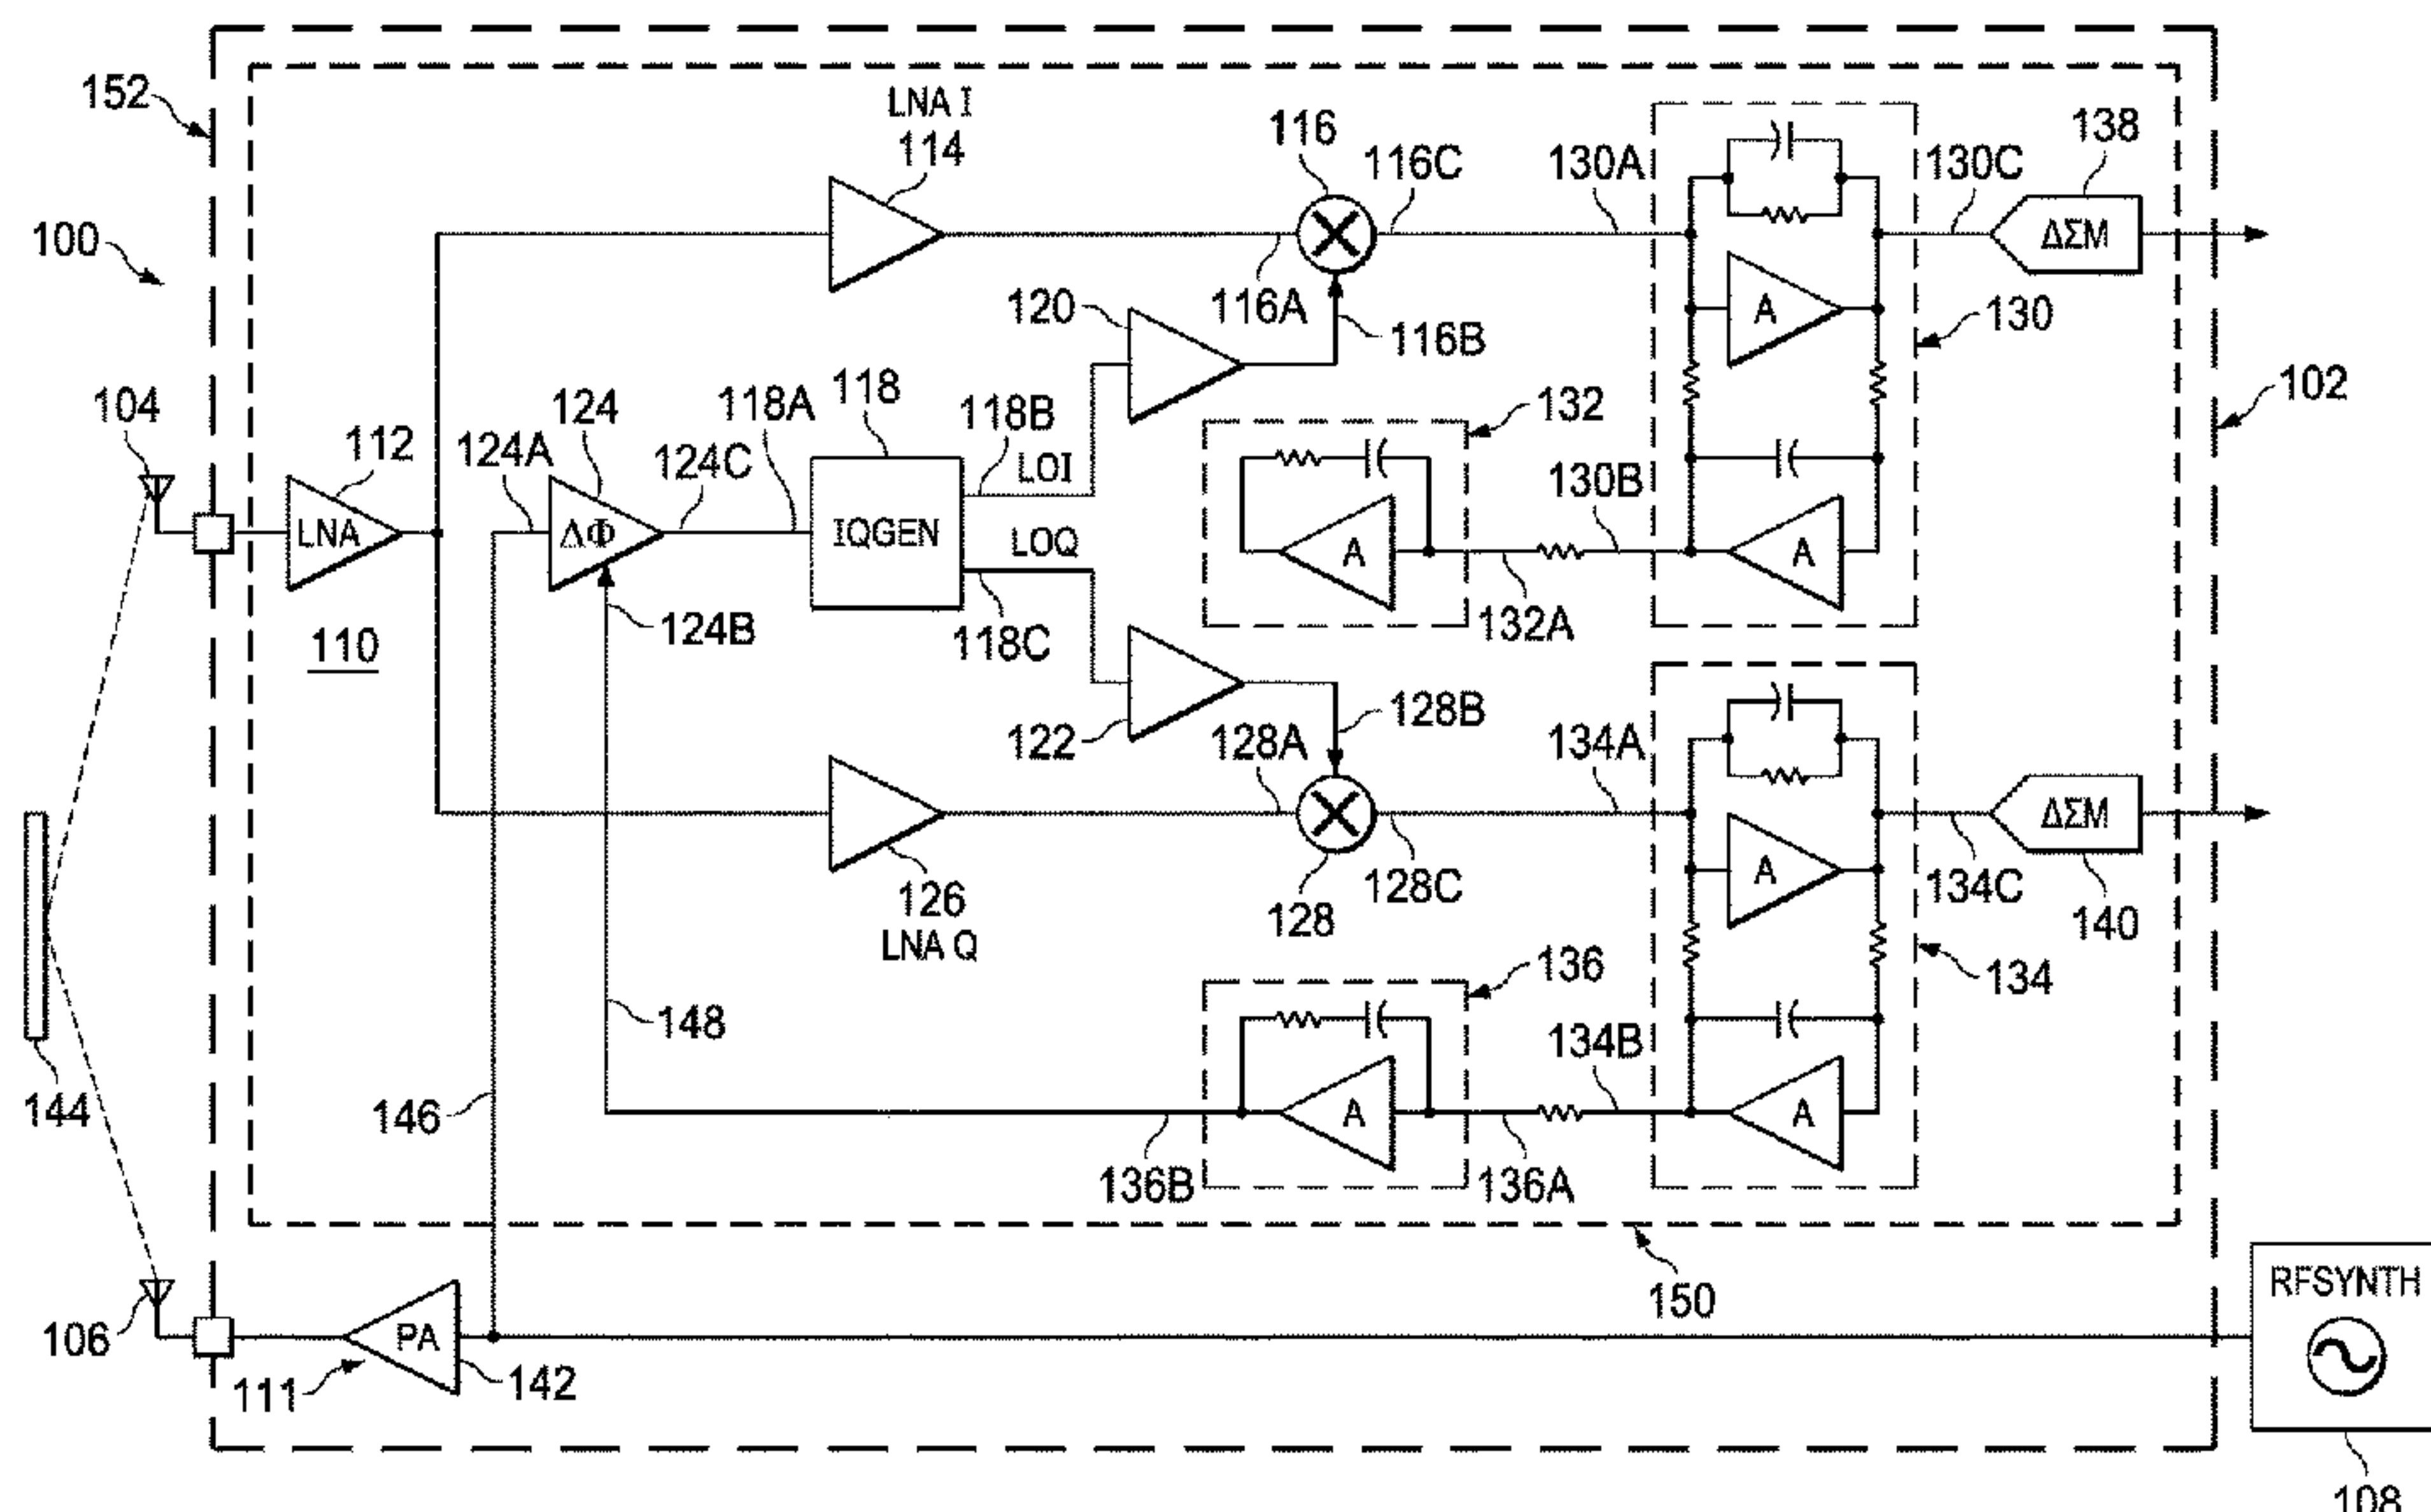 152
LNA I
114
116
116C
130A
138
130C
ΔΣM
100
120
116A
116B
130
104
112
124A
124
124C
118A
118
118B
LOI
132
102
LNA
ΔΦ
IQGEN
LOQ
A
130B
A
A
110
124B
118C
132A
122
128A
128B
134A
ΔΣM
126
LNA Q
128
128C
A
134C
140
136
134
144
146
148
134B
A
A
136B
136A
150
RFSYNTH
106
PA
111
142
108